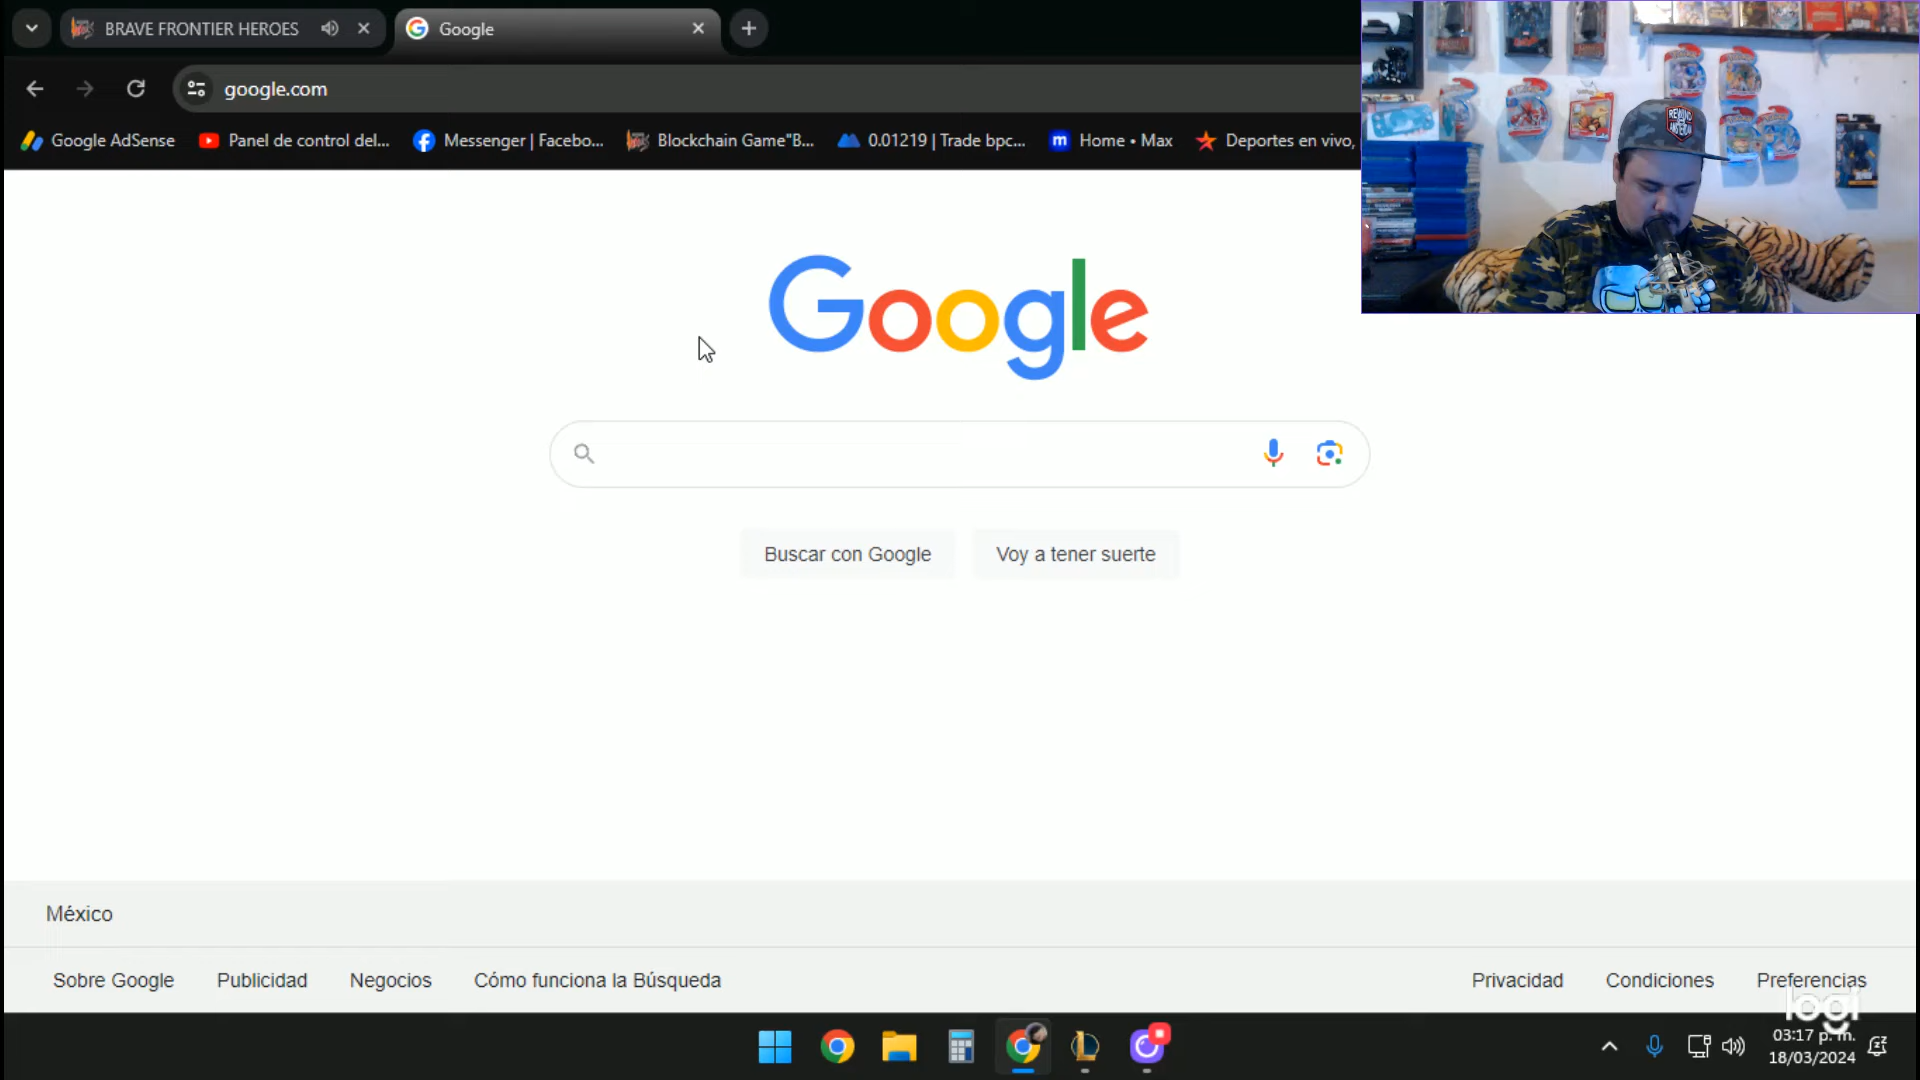 BRAVE FRONTIER HEROES
Google
google.com
Google AdSense
Panel de control del...
Messenger | Facebo...
Blockchain Game"B...
0.01219 | Trade bpc...
Home • Max
Deportes en vivo,
REWIND
Google
Buscar con Google
Voy a tener suerte
México
Sobre Google
Publicidad
Negocios
Cómo funciona la Búsqueda
Privacidad
Condiciones
Preferencias
logi
03:17 p. m.
18/03/2024